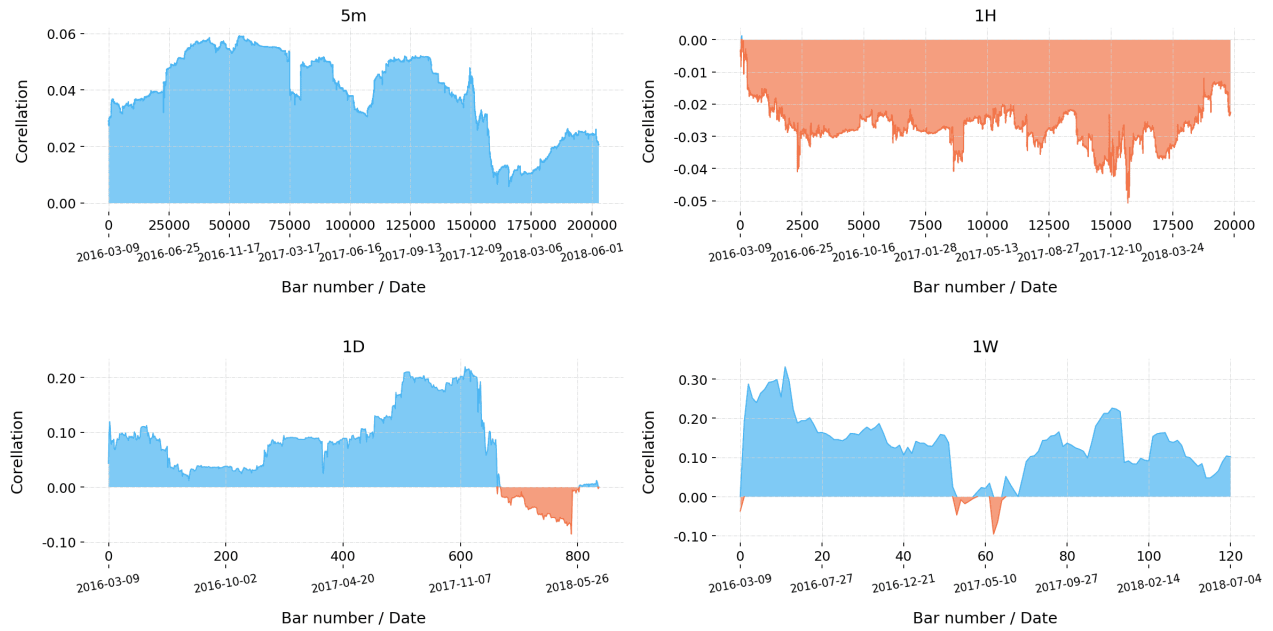 5m
1H
Corellation
0.06
0.04
0.02
0.00
0 25000 50000 75000 100000 125000 150000 175000 200000
2016-03-09 2016-06-25 2016-11-17 2017-03-17 2017-06-16 2017-09-13 2017-12-09 2018-03-06 2018-06-01
Bar number / Date
Corellation
0.00
-0.01
-0.02
-0.03
-0.04
-0.05
0 2500 5000 7500 10000 12500 15000 17500 20000
2016-03-09 2016-06-25 2016-10-16 2017-01-28 2017-05-13 2017-08-27 2017-12-10 2018-03-24
Bar number / Date
1D
1W
Corellation
0.20
0.10
0.00
-0.10
0 200 400 600 800
2016-03-09 2016-10-02 2017-04-20 2017-11-07 2018-05-26
Bar number / Date
Corellation
0.30
0.20
0.10
0.00
-0.10
0 20 40 60 80 100 120
2016-03-09 2016-07-27 2016-12-21 2017-05-10 2017-09-27 2018-02-14 2018-07-04
Bar number / Date